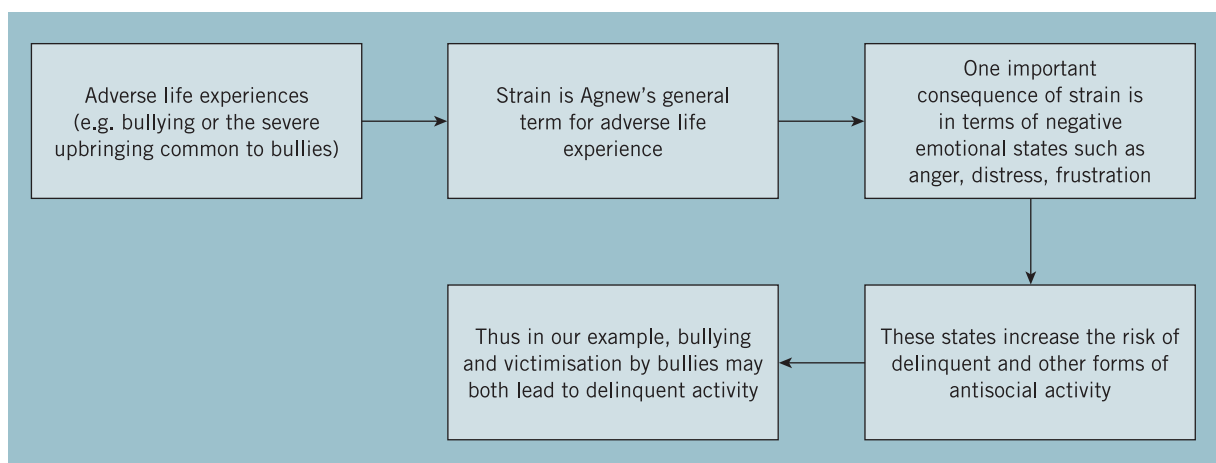 Adverse life experiences
(e.g. bullying or the severe
upbringing common to bullies)
Strain is Agnew's general
term for adverse life
experience
One important
consequence of strain is
in terms of negative
emotional states such as
anger, distress, frustration
These states increase the risk of
delinquent and other forms of
antisocial activity
Thus in our example, bullying
and victimisation by bullies may
both lead to delinquent activity